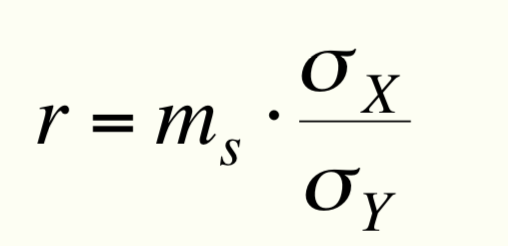 r = m_s · σ_X / σ_Y